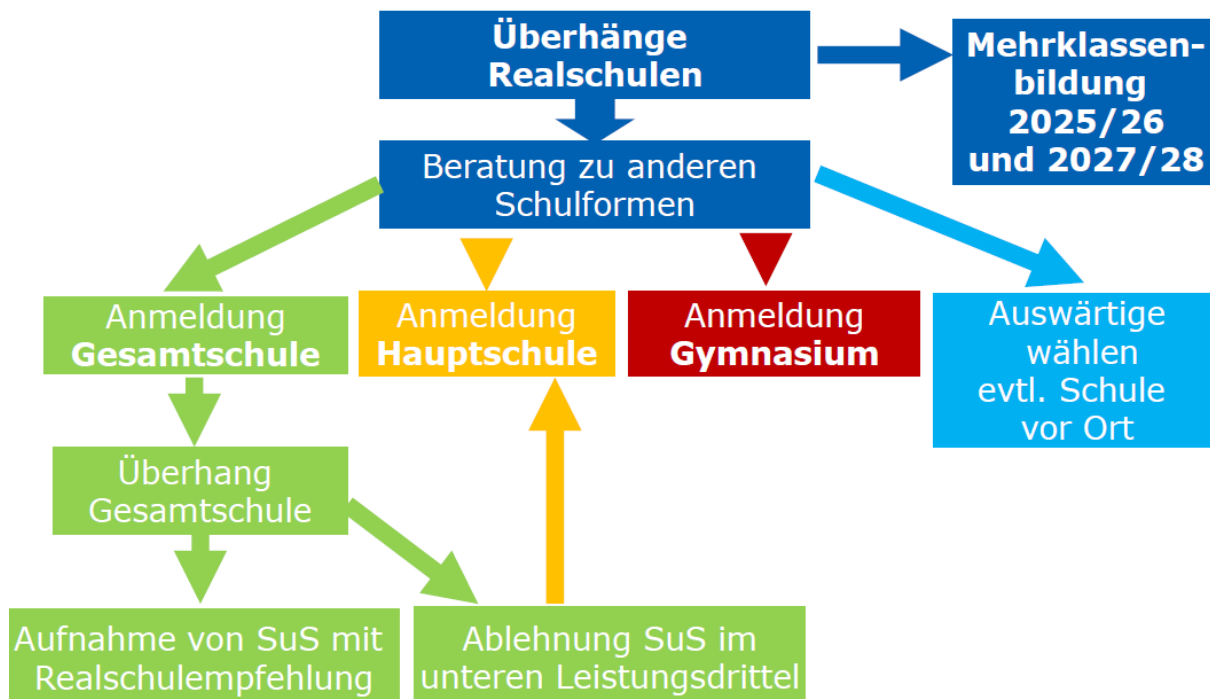 Überhänge
Realschulen
Mehrklassen-
bildung
2025/26
und 2027/28
Beratung zu anderen
Schulformen
Anmeldung
Gesamtschule
Anmeldung
Hauptschule
Anmeldung
Gymnasium
Auswärtige
wählen
evtl. Schule
vor Ort
Überhang
Gesamtschule
Aufnahme von SuS mit
Realschulempfehlung
Ablehnung SuS im
unteren Leistungsdrittel